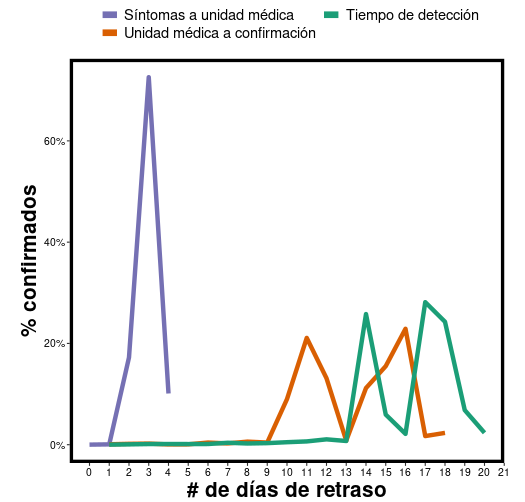 Síntomas a unidad médica Tiempo de detección
Unidad médica a confirmación
60%
40%
20%
0%
% confirmados
0 1 2 3 4 5 6 7 8 9 10 11 12 13 14 15 16 17 18 19 20 21
# de días de retraso